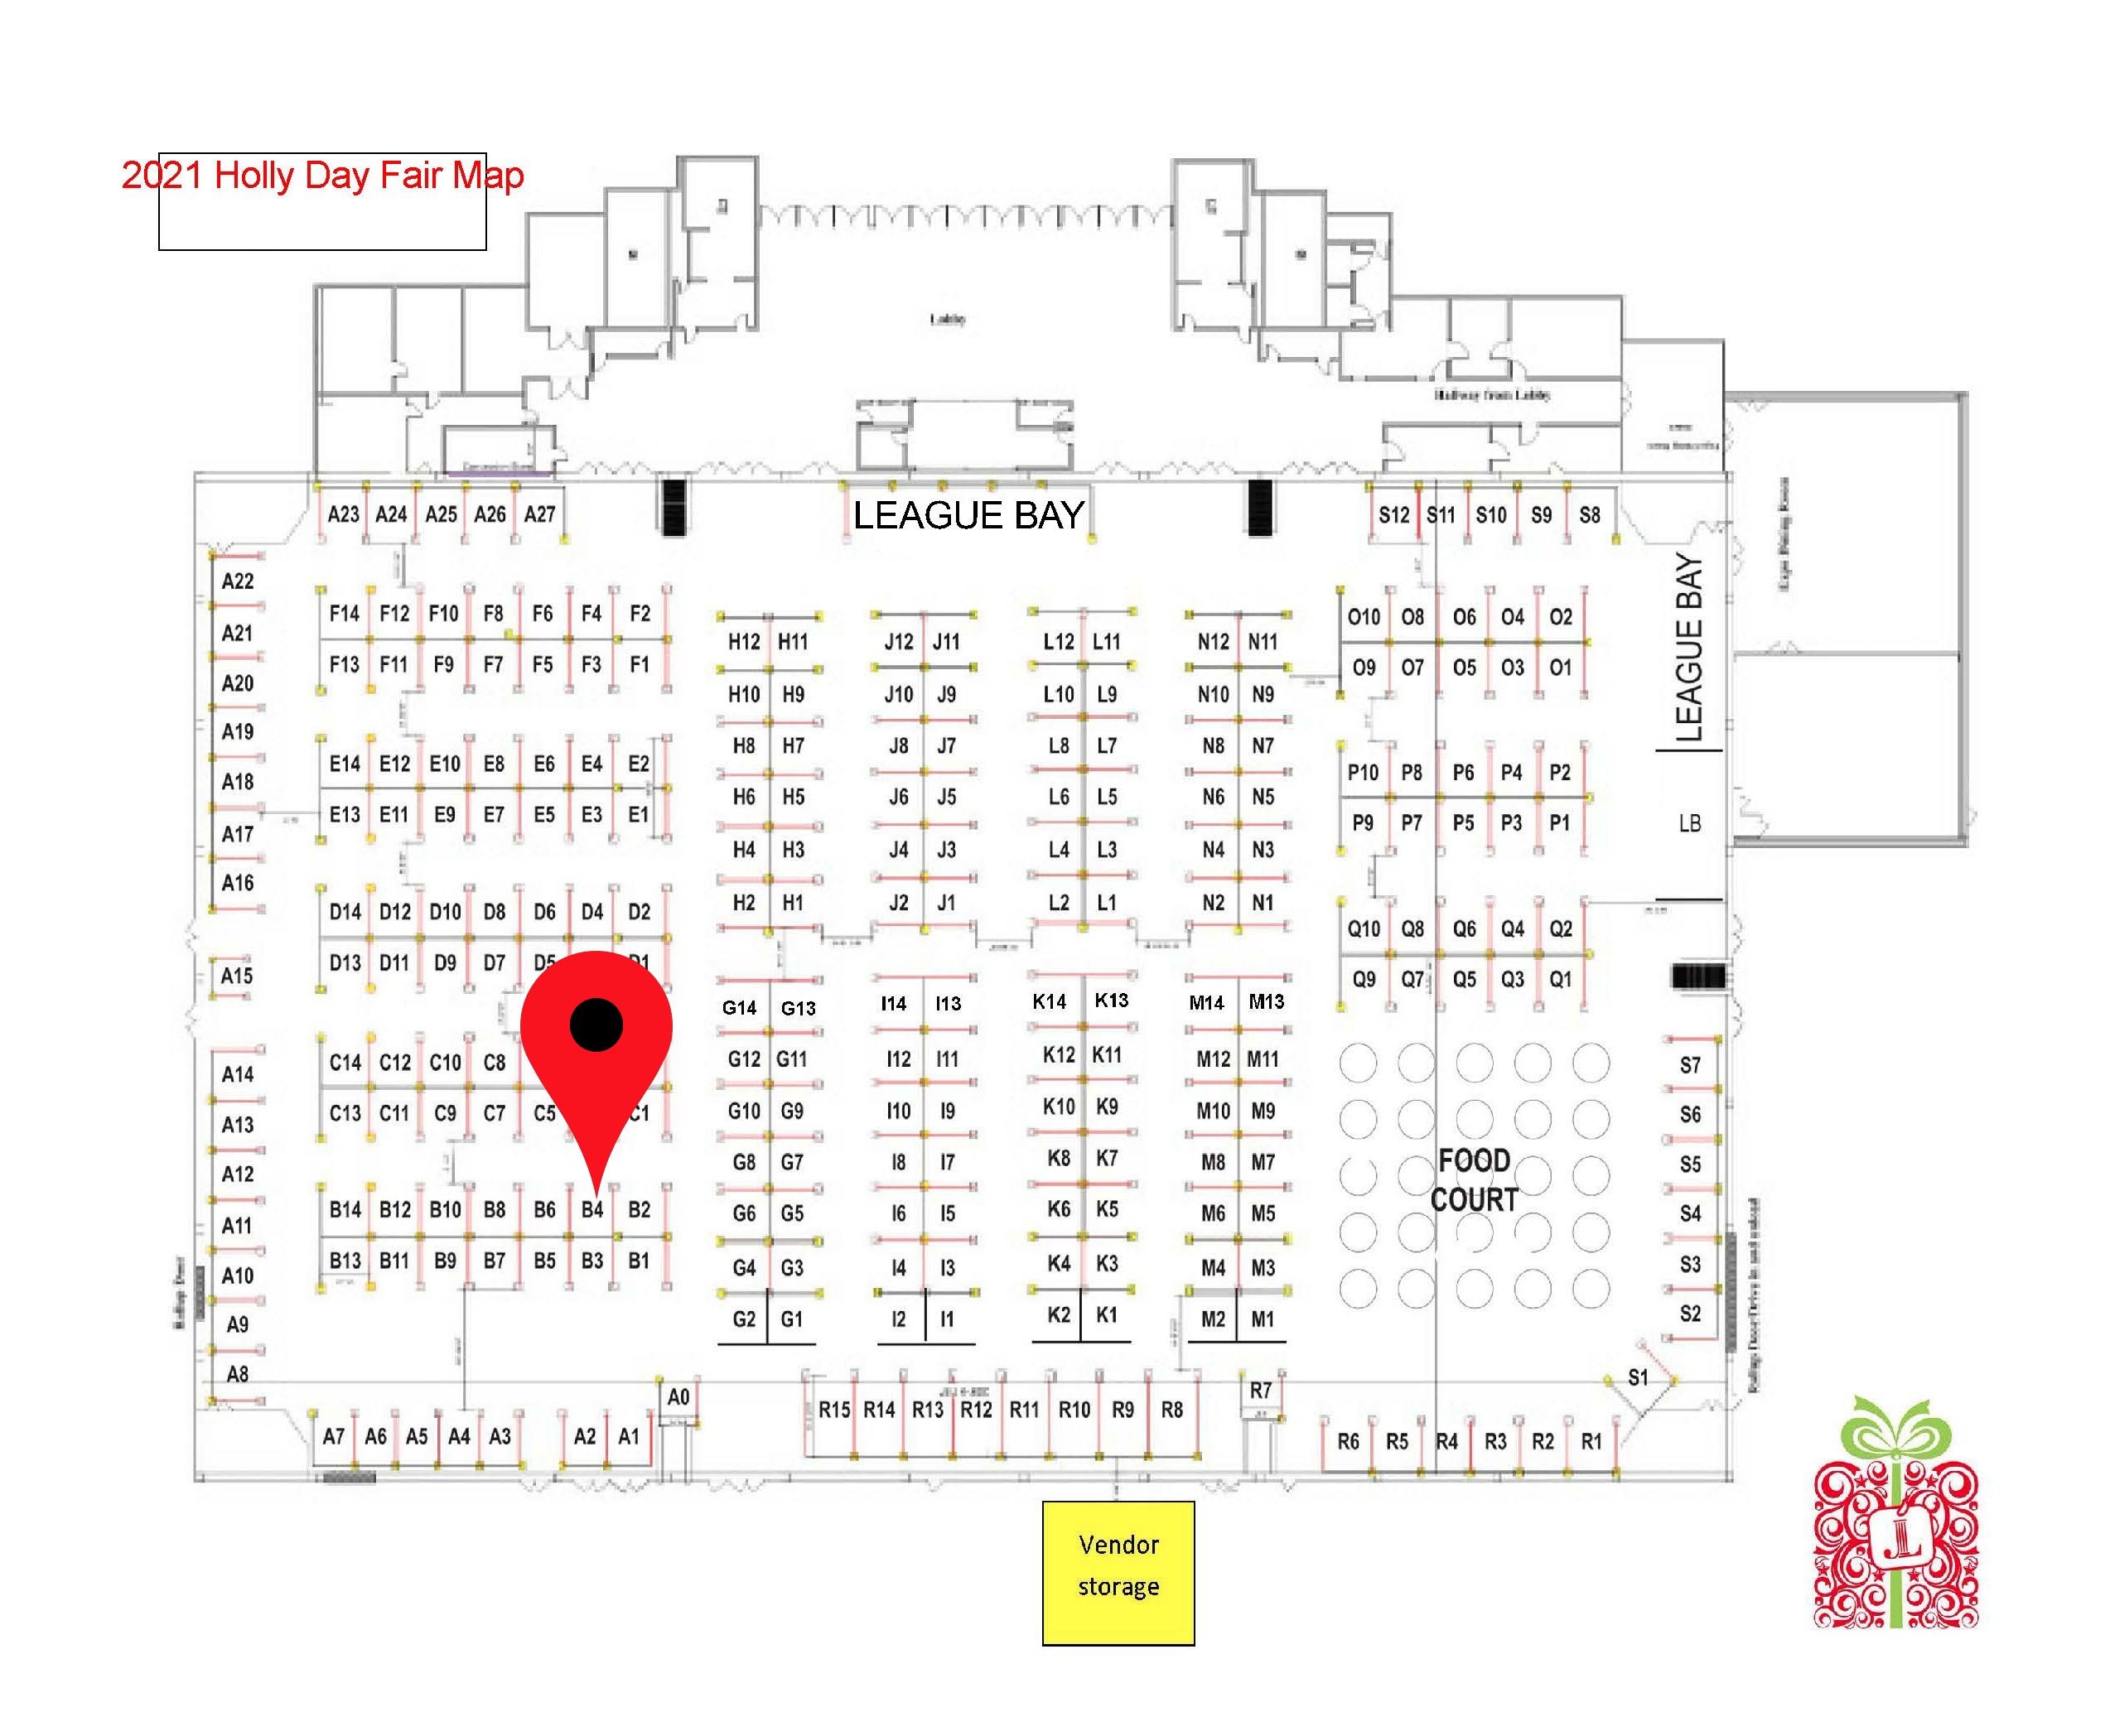 2021 Holly Day Fair Map
Lobby
Hallway from Lobby
LEAGUE BAY
A23 A24 A25 A26 A27
S12 S11 S10 S9 S8
A22
A21
A20
A19
A18
A17
A16
A15
A14
A13
A12
A11
A10
A9
A8
F14 F12 F10 F8 F6 F4 F2
F13 F11 F9 F7 F5 F3 F1
E14 E12 E10 E8 E6 E4 E2
E13 E11 E9 E7 E5 E3 E1
D14 D12 D10 D8 D6 D4 D2
D13 D11 D9 D7 D5 D1
C14 C12 C10 C8
C13 C11 C9 C7 C5 C1
B14 B12 B10 B8 B6 B4 B2
B13 B11 B9 B7 B5 B3 B1
H12 H11 J12 J11 L12 L11 N12 N11
H10 H9 J10 J9 L10 L9 N10 N9
H8 H7 J8 J7 L8 L7 N8 N7
H6 H5 J6 J5 L6 L5 N6 N5
H4 H3 J4 J3 L4 L3 N4 N3
H2 H1 J2 J1 L2 L1 N2 N1
G14 G13 I14 I13 K14 K13 M14 M13
G12 G11 I12 I11 K12 K11 M12 M11
G10 G9 I10 I9 K10 K9 M10 M9
G8 G7 I8 I7 K8 K7 M8 M7
G6 G5 I6 I5 K6 K5 M6 M5
G4 G3 I4 I3 K4 K3 M4 M3
G2 G1 I2 I1 K2 K1 M2 M1
O10 O8 O6 O4 O2
O9 O7 O5 O3 O1
P10 P8 P6 P4 P2
P9 P7 P5 P3 P1
Q10 Q8 Q6 Q4 Q2
Q9 Q7 Q5 Q3 Q1
LEAGUE BAY
LB
FOOD
COURT
S7
S6
S5
S4
S3
S2
S1
A7 A6 A5 A4 A3 A2 A1
A0
R15 R14 R13 R12 R11 R10 R9 R8
R7
R6 R5 R4 R3 R2 R1
Vendor
storage
JL